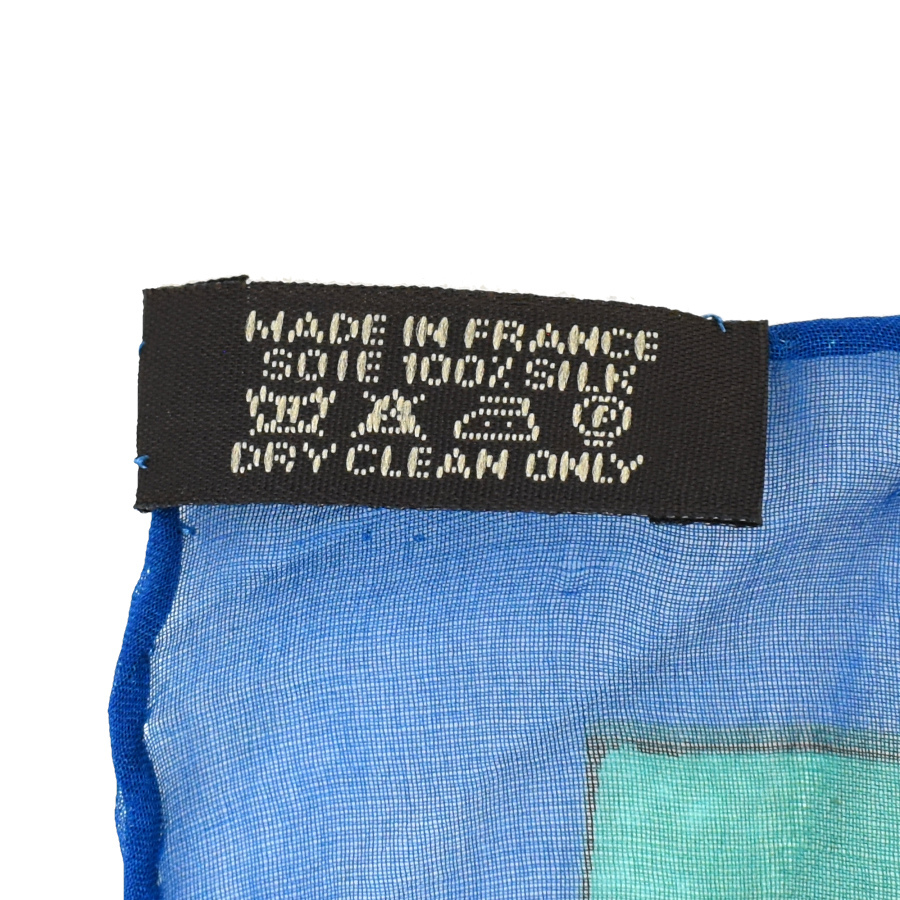 MADE IN FRANCE
SOIE 100% SILK
P
DRY CLEAN ONLY